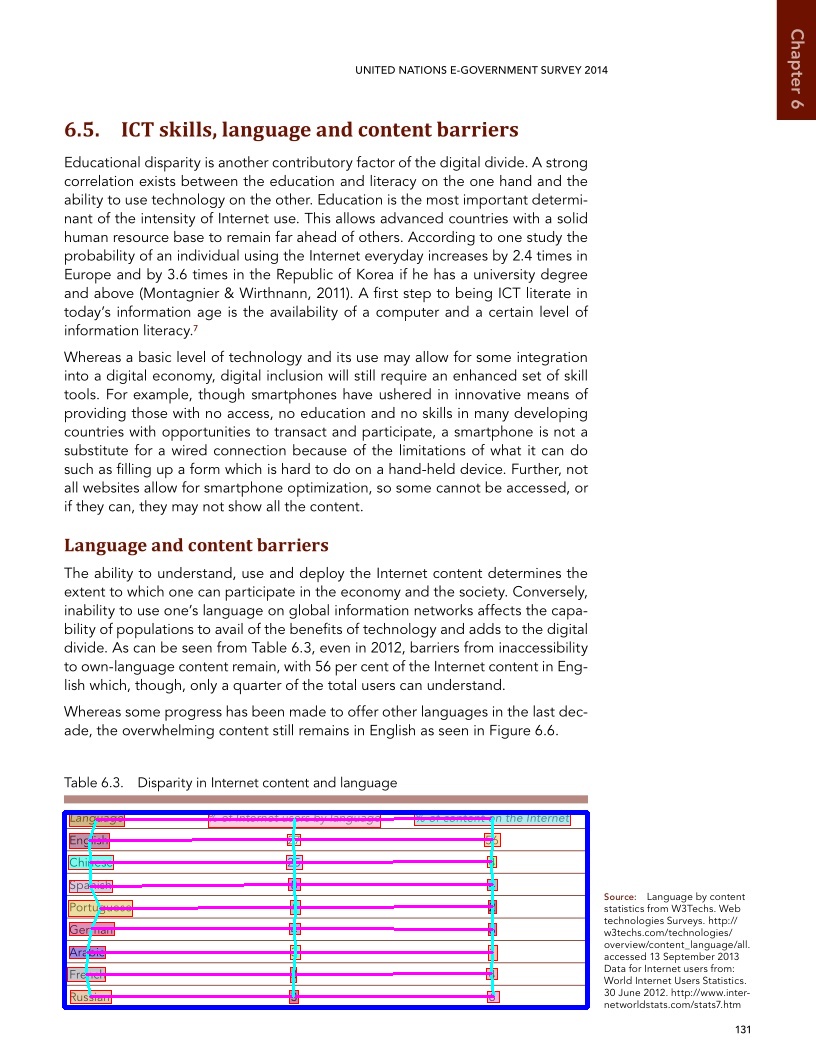 Chapter 6
UNITED NATIONS E-GOVERNMENT SURVEY 2014
6.5. ICT skills, language and content barriers
Educational disparity is another contributory factor of the digital divide. A strong
correlation exists between the education and literacy on the one hand and the
ability to use technology on the other. Education is the most important determi-
nant of the intensity of Internet use. This allows advanced countries with a solid
human resource base to remain far ahead of others. According to one study the
probability of an individual using the Internet everyday increases by 2.4 times in
Europe and by 3.6 times in the Republic of Korea if he has a university degree
and above (Montagnier & Wirthnann, 2011). A first step to being ICT literate in
today's information age is the availability of a computer and a certain level of
information literacy.7
Whereas a basic level of technology and its use may allow for some integration
into a digital economy, digital inclusion will still require an enhanced set of skill
tools. For example, though smartphones have ushered in innovative means of
providing those with no access, no education and no skills in many developing
countries with opportunities to transact and participate, a smartphone is not a
substitute for a wired connection because of the limitations of what it can do
such as filling up a form which is hard to do on a hand-held device. Further, not
all websites allow for smartphone optimization, so some cannot be accessed, or
if they can, they may not show all the content.
Language and content barriers
The ability to understand, use and deploy the Internet content determines the
extent to which one can participate in the economy and the society. Conversely,
inability to use one's language on global information networks affects the capa-
bility of populations to avail of the benefits of technology and adds to the digital
divide. As can be seen from Table 6.3, even in 2012, barriers from inaccessibility
to own-language content remain, with 56 per cent of the Internet content in Eng-
lish which, though, only a quarter of the total users can understand.
Whereas some progress has been made to offer other languages in the last dec-
ade, the overwhelming content still remains in English as seen in Figure 6.6.
Table 6.3. Disparity in Internet content and language
Language % of Internet users by language % of content on the Internet
English 56
Chinese
Spanish
Portuguese
German
Arabic
French
Russian
Source: Language by content
statistics from W3Techs. Web
technologies Surveys. http://
w3techs.com/technologies/
overview/content_language/all.
accessed 13 September 2013
Data for Internet users from:
World Internet Users Statistics.
30 June 2012. http://www.inter-
networldstats.com/stats7.htm
131